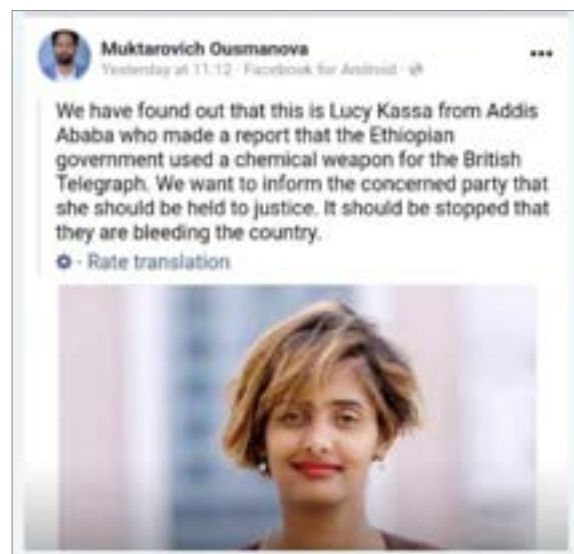 Muktarovich Ousmanova
Yesterday at 11:12 · Facebook for Android ·
We have found out that this is Lucy Kassa from Addis
Ababa who made a report that the Ethiopian
government used a chemical weapon for the British
Telegraph. We want to inform the concerned party that
she should be held to justice. It should be stopped that
they are bleeding the country.
· Rate translation